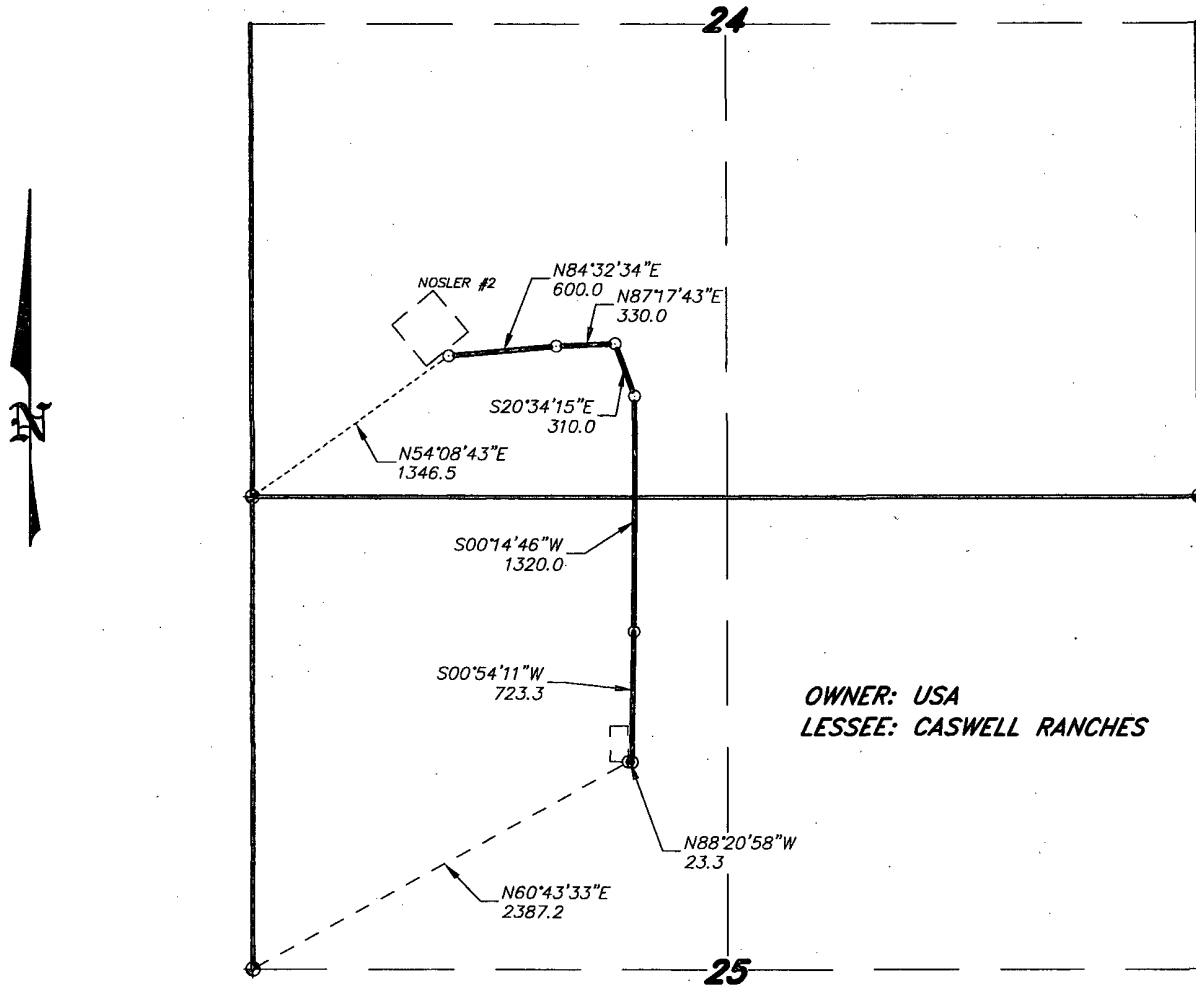 24
NOSLER #2
N84°32'34"E
600.0
N87°17'43"E
330.0
S20°34'15"E
310.0
N54°08'43"E
1346.5
N
S00°14'46"W
1320.0
S00°54'11"W
723.3
OWNER: USA
LESSEE: CASWELL RANCHES
N88°20'58"W
23.3
N60°43'33"E
2387.2
25